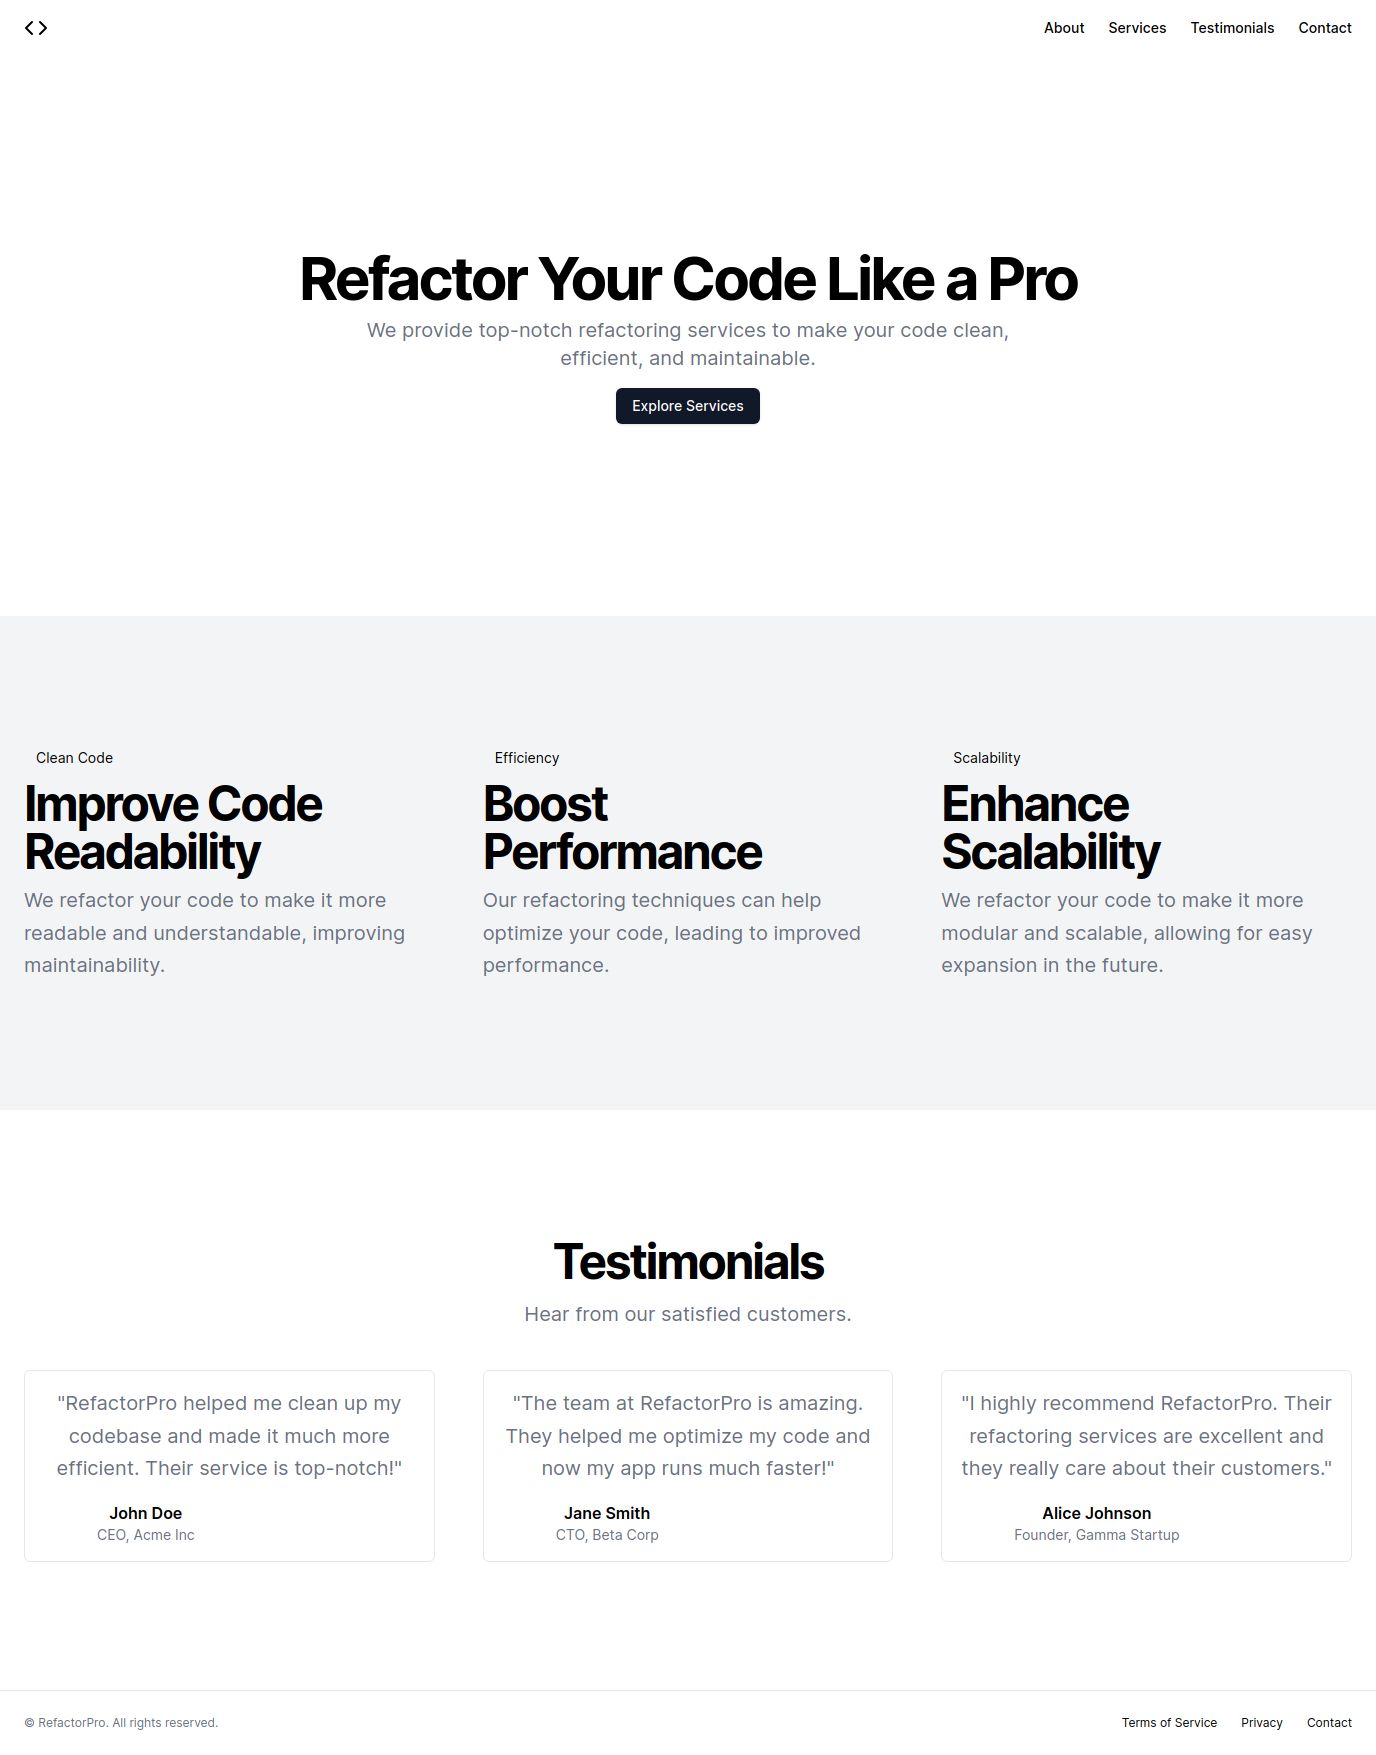 About Services Testimonials Contact
Refactor Your Code Like a Pro
We provide top-notch refactoring services to make your code clean,
efficient, and maintainable.
Explore Services
Clean Code
Improve Code
Readability
We refactor your code to make it more
readable and understandable, improving
maintainability.
Efficiency
Boost
Performance
Our refactoring techniques can help
optimize your code, leading to improved
performance.
Scalability
Enhance
Scalability
We refactor your code to make it more
modular and scalable, allowing for easy
expansion in the future.
Testimonials
Hear from our satisfied customers.
"RefactorPro helped me clean up my
codebase and made it much more
efficient. Their service is top-notch!"
John Doe
CEO, Acme Inc
"The team at RefactorPro is amazing.
They helped me optimize my code and
now my app runs much faster!"
Jane Smith
CTO, Beta Corp
"I highly recommend RefactorPro. Their
refactoring services are excellent and
they really care about their customers."
Alice Johnson
Founder, Gamma Startup
© RefactorPro. All rights reserved.
Terms of Service Privacy Contact